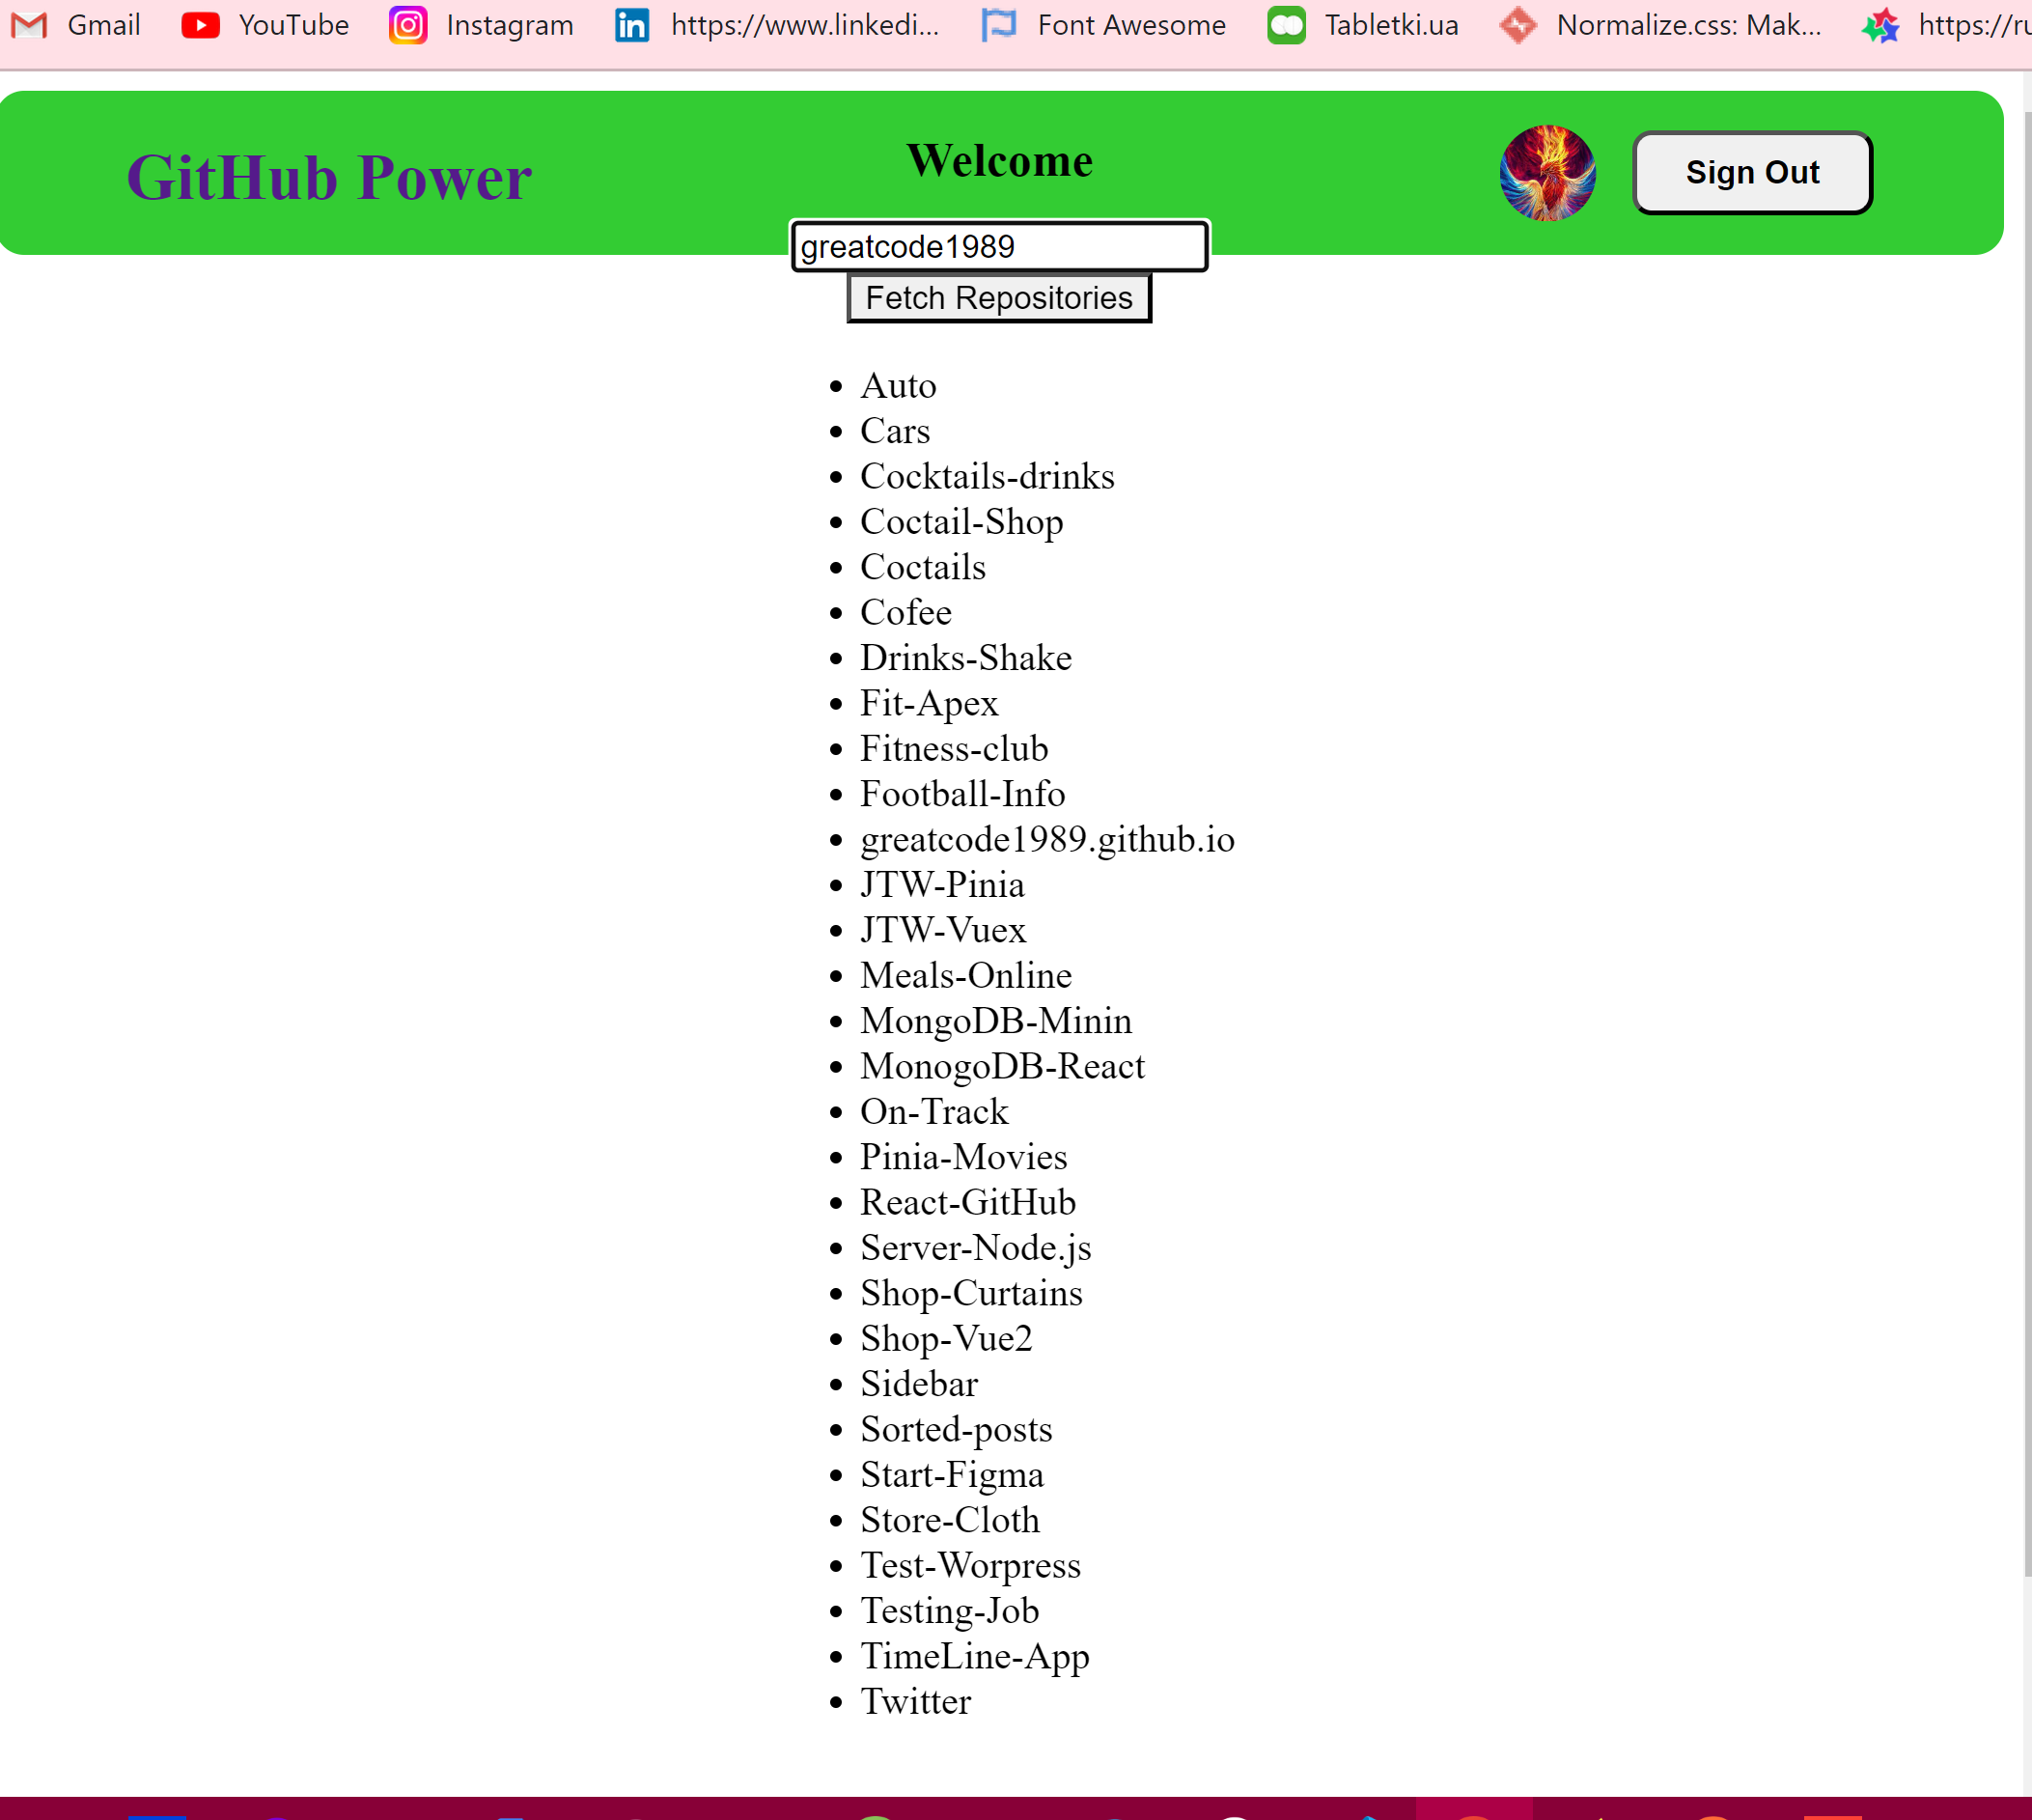 Gmail YouTube Instagram https://www.linkedi... Font Awesome Tabletki.ua Normalize.css: Mak... https://ru
GitHub Power Welcome Sign Out
greatcode1989
Fetch Repositories
Auto
Cars
Cocktails-drinks
Coctail-Shop
Coctails
Cofee
Drinks-Shake
Fit-Apex
Fitness-club
Football-Info
greatcode1989.github.io
JTW-Pinia
JTW-Vuex
Meals-Online
MongoDB-Minin
MonogoDB-React
On-Track
Pinia-Movies
React-GitHub
Server-Node.js
Shop-Curtains
Shop-Vue2
Sidebar
Sorted-posts
Start-Figma
Store-Cloth
Test-Worpress
Testing-Job
TimeLine-App
Twitter